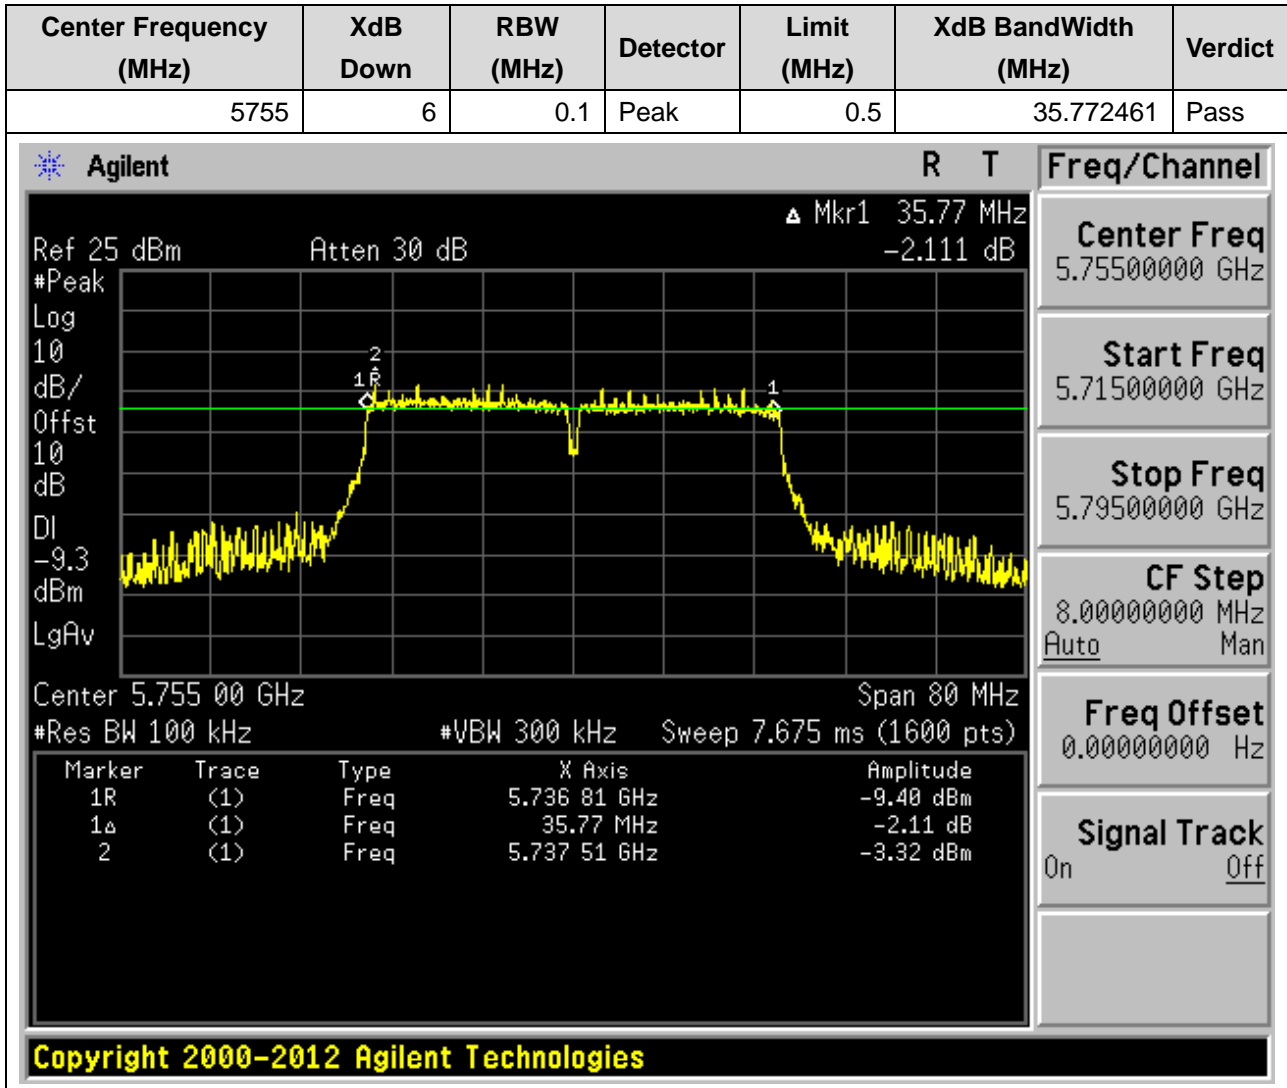 Center Frequency (MHz) XdB Down RBW (MHz) Detector Limit (MHz) XdB BandWidth (MHz) Verdict
5755 6 0.1 Peak 0.5 35.772461 Pass
Agilent R T Freq/Channel
Δ Mkr1 35.77 MHz
Ref 25 dBm Atten 30 dB -2.111 dB
#Peak
Log
10
dB/
Offst
10
dB
DI
-9.3
dBm
LgAv
2
1R
1
Center 5.755 00 GHz Span 80 MHz
#Res BW 100 kHz #VBW 300 kHz Sweep 7.675 ms (1600 pts)
Marker Trace Type X Axis Amplitude
1R (1) Freq 5.736 81 GHz -9.40 dBm
1Δ (1) Freq 35.77 MHz -2.11 dB
2 (1) Freq 5.737 51 GHz -3.32 dBm
Center Freq
5.75500000 GHz
Start Freq
5.71500000 GHz
Stop Freq
5.79500000 GHz
CF Step
8.00000000 MHz
Auto Man
Freq Offset
0.00000000 Hz
Signal Track
On Off
Copyright 2000-2012 Agilent Technologies